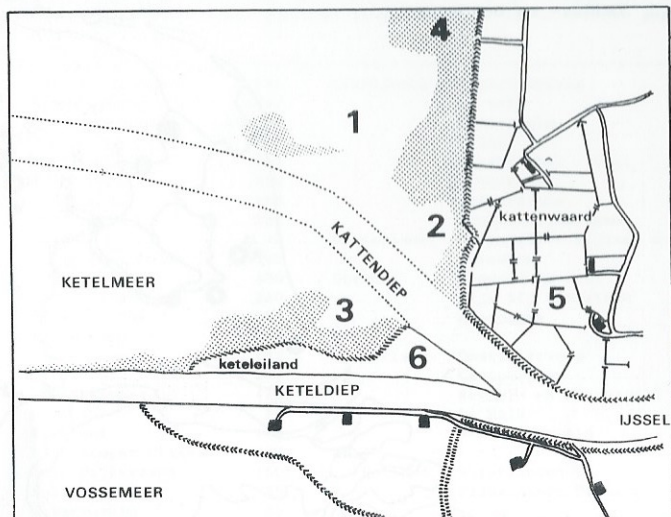 4
1
kattenwaard
2
KATTENDIEP
KETELMEER
5
3
6
keteleiland
KETELDIEP
IJSSEL
VOSSEMEER